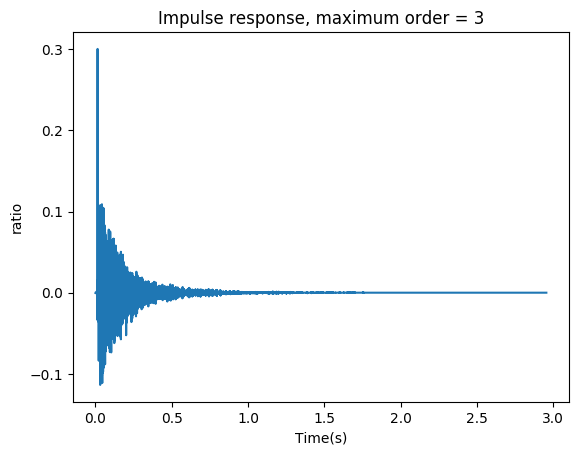 Impulse response, maximum order = 3
ratio
0.3
0.2
0.1
0.0
−0.1
0.0 0.5 1.0 1.5 2.0 2.5 3.0
Time(s)